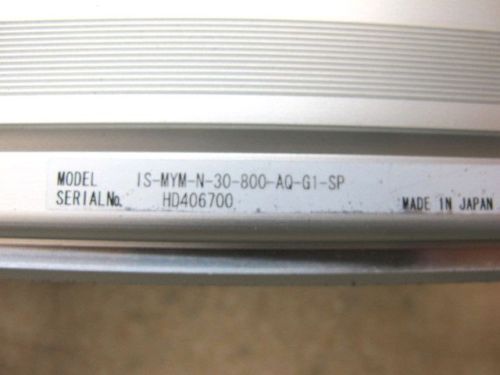 MODEL IS-MYM-N-30-800-AQ-G1-SP
SERIAL No. HD406700 MADE IN JAPAN